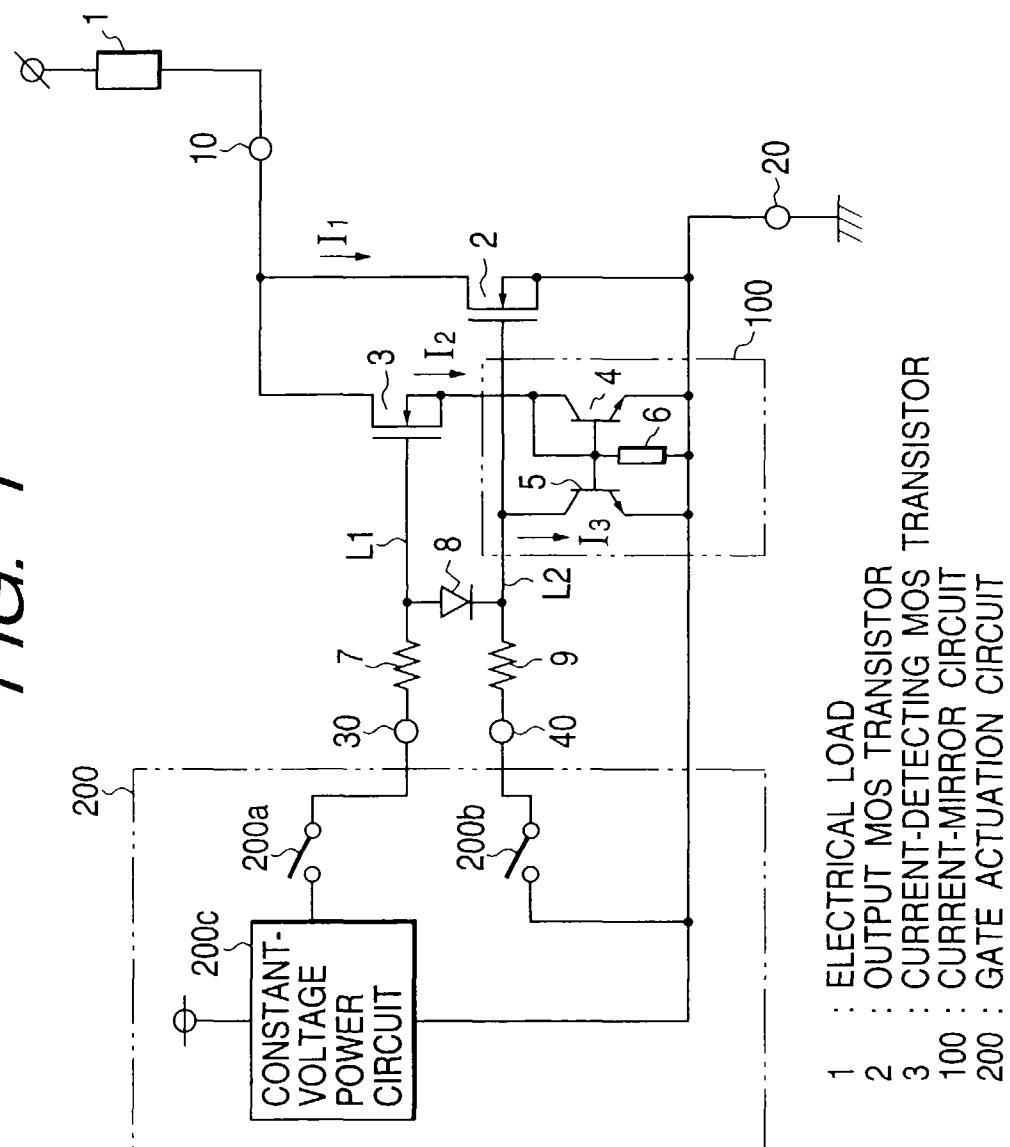 FIG. 1
1
10
I1
2
3
I2
20
100
4
6
5
I3
L1
8
L2
7
9
30
40
200
200a
200b
200c
CONSTANT-
VOLTAGE
POWER
CIRCUIT
1 : ELECTRICAL LOAD
2 : OUTPUT MOS TRANSISTOR
3 : CURRENT-DETECTING MOS TRANSISTOR
100 : CURRENT-MIRROR CIRCUIT
200 : GATE ACTUATION CIRCUIT